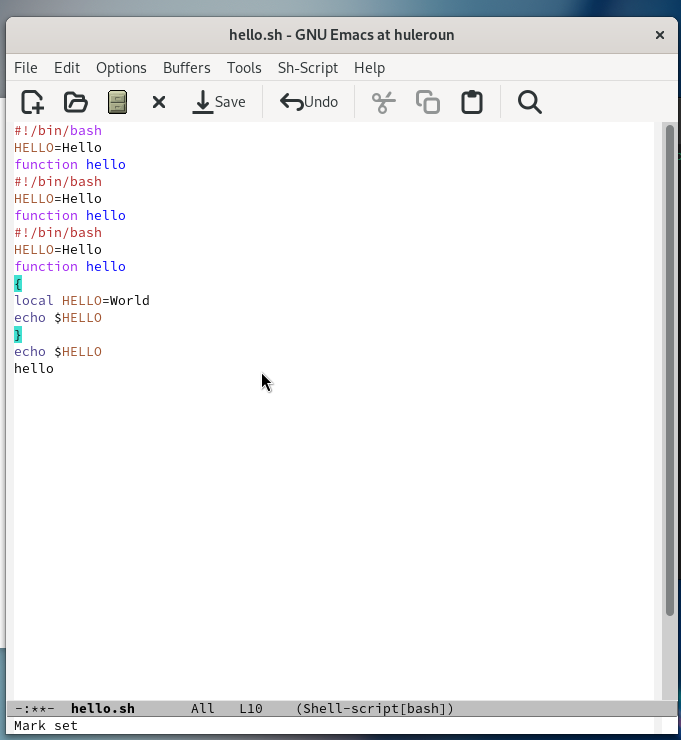 hello.sh - GNU Emacs at huleroun ×
File Edit Options Buffers Tools Sh-Script Help
Save Undo
#!/bin/bash
HELLO=Hello
function hello
#!/bin/bash
HELLO=Hello
function hello
#!/bin/bash
HELLO=Hello
function hello
{
local HELLO=World
echo $HELLO
}
echo $HELLO
hello
-:**- hello.sh All L10 (Shell-script[bash])
Mark set